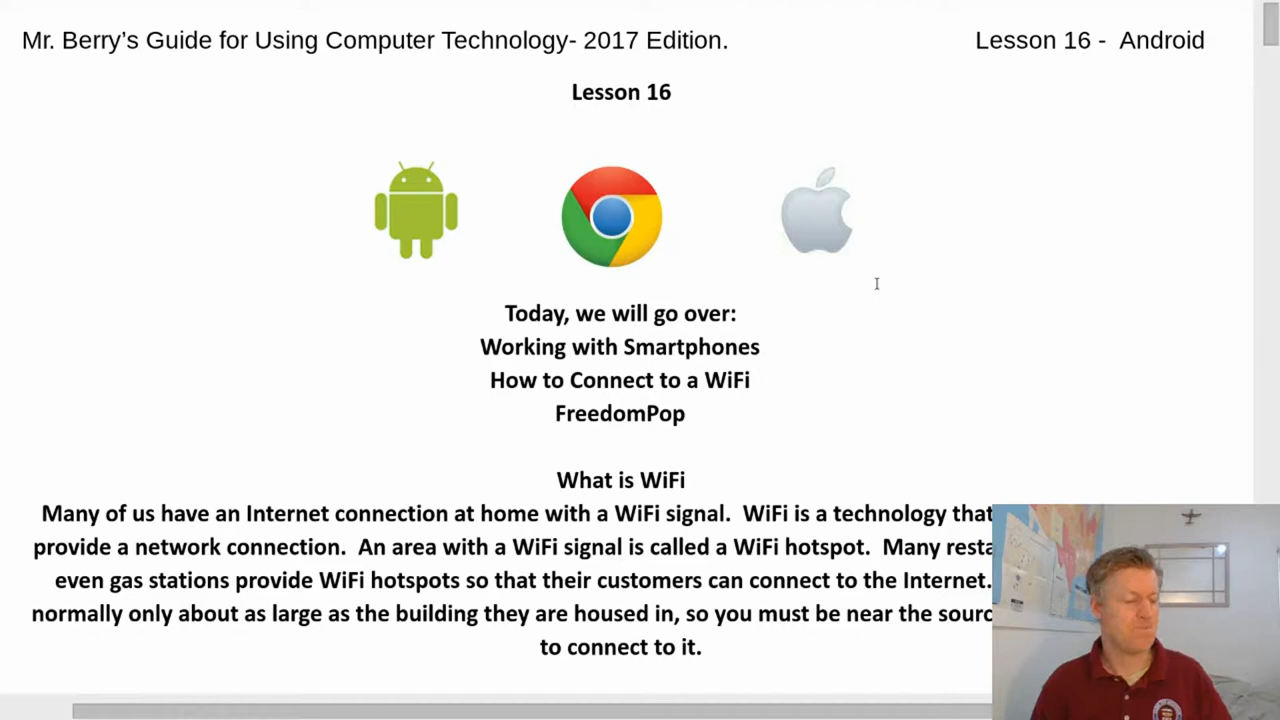 Mr. Berry’s Guide for Using Computer Technology- 2017 Edition. Lesson 16 - Android
Lesson 16
Today, we will go over:
Working with Smartphones
How to Connect to a WiFi
FreedomPop
What is WiFi
Many of us have an Internet connection at home with a WiFi signal. WiFi is a technology that
provide a network connection. An area with a WiFi signal is called a WiFi hotspot. Many
even gas stations provide WiFi hotspots so that their customers can connect to the Internet.
normally only about as large as the building they are housed in, so you must be near the
to connect to it.